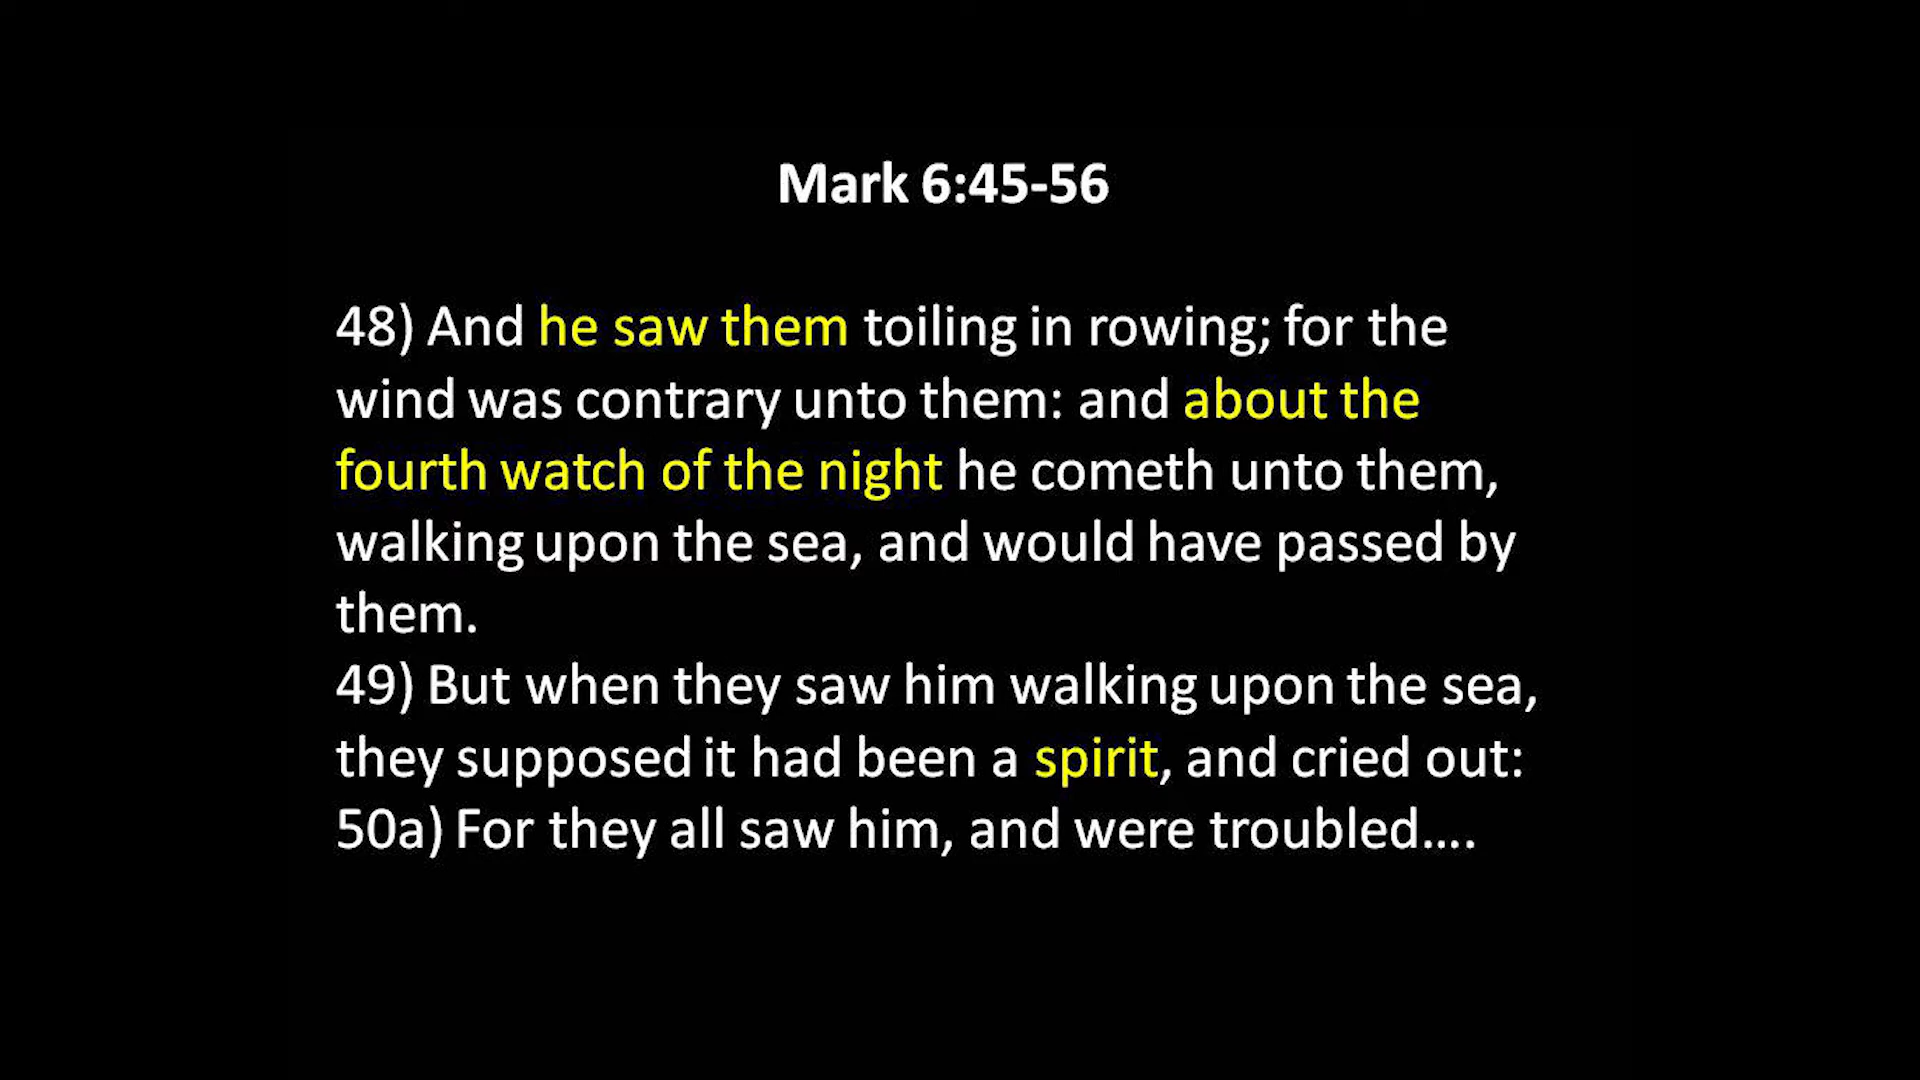 Mark 6:45-56
48) And he saw them toiling in rowing; for the
wind was contrary unto them: and about the
fourth watch of the night he cometh unto them,
walking upon the sea, and would have passed by
them.
49) But when they saw him walking upon the sea,
they supposed it had been a spirit, and cried out:
50a) For they all saw him, and were troubled….